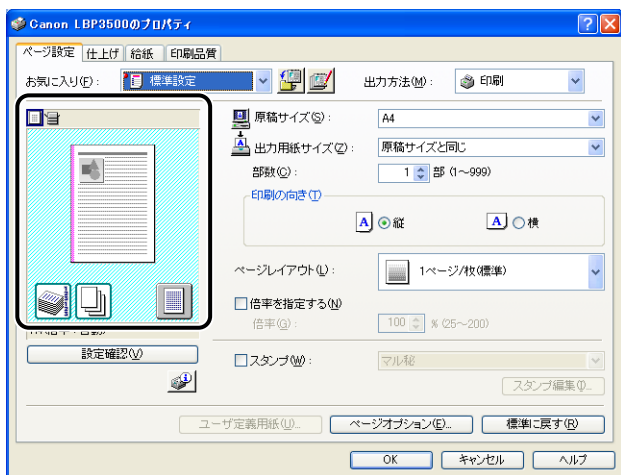 Canon LBP3500のプロパティ
ページ設定 仕上げ 給紙 印刷品質
お気に入り(F): 標準設定 出力方法(M): 印刷
原稿サイズ(S): A4
出力用紙サイズ(Z): 原稿サイズと同じ
部数(C): 1 部 (1～999)
印刷の向き(T)
A 縦 A 横
ページレイアウト(L): 1ページ/枚(標準)
倍率を指定する(N)
倍率(G): 100 % (25～200)
設定確認(V)
スタンプ(W): マル秘
スタンプ編集(I)...
ユーザ定義用紙(U)... ページオプション(E)... 標準に戻す(R)
OK キャンセル ヘルプ